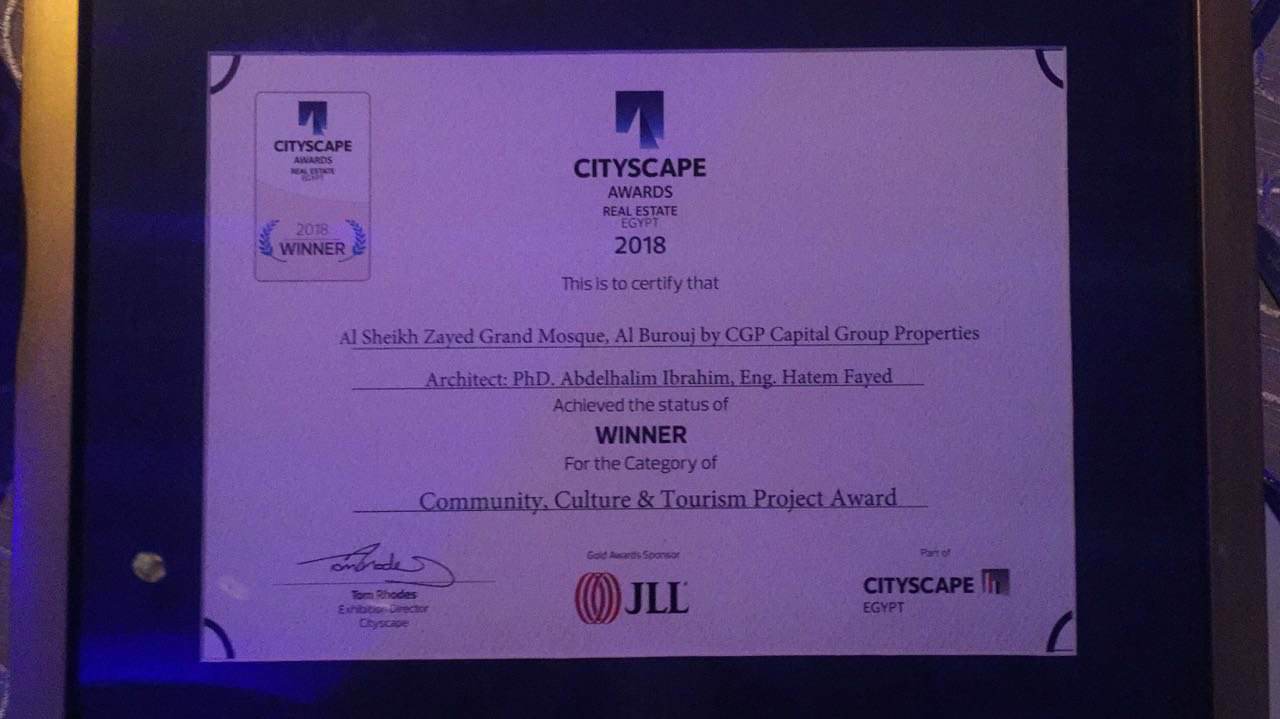 CITYSCAPE
AWARDS
REAL ESTATE
EGYPT
2018
WINNER
CITYSCAPE
AWARDS
REAL ESTATE
EGYPT
2018
This is to certify that
Al Sheikh Zayed Grand Mosque, Al Burouj by CGP Capital Group Properties
Architect: PhD. Abdelhalim Ibrahim, Eng. Hatem Fayed
Achieved the status of
WINNER
For the Category of
Community, Culture & Tourism Project Award
Tom Rhodes
Tom Rhodes
Exhibition Director
Cityscape
Gold Awards Sponsor
JLL
Part of
CITYSCAPE
EGYPT